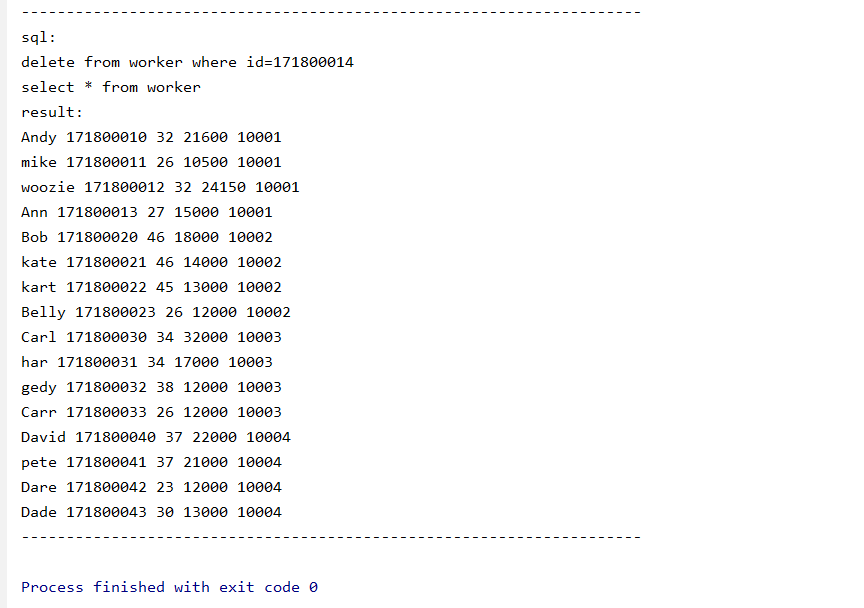 ---------------------------------------------------------------------
sql:
delete from worker where id=171800014
select * from worker
result:
Andy 171800010 32 21600 10001
mike 171800011 26 10500 10001
woozie 171800012 32 24150 10001
Ann 171800013 27 15000 10001
Bob 171800020 46 18000 10002
kate 171800021 46 14000 10002
kart 171800022 45 13000 10002
Belly 171800023 26 12000 10002
Carl 171800030 34 32000 10003
har 171800031 34 17000 10003
gedy 171800032 38 12000 10003
Carr 171800033 26 12000 10003
David 171800040 37 22000 10004
pete 171800041 37 21000 10004
Dare 171800042 23 12000 10004
Dade 171800043 30 13000 10004
---------------------------------------------------------------------
Process finished with exit code 0